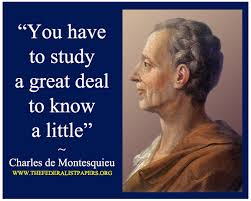 “You have
to study
a great deal
to know
a little”
~
Charles de Montesquieu
WWW.THEFEDERALISTPAPERS.ORG